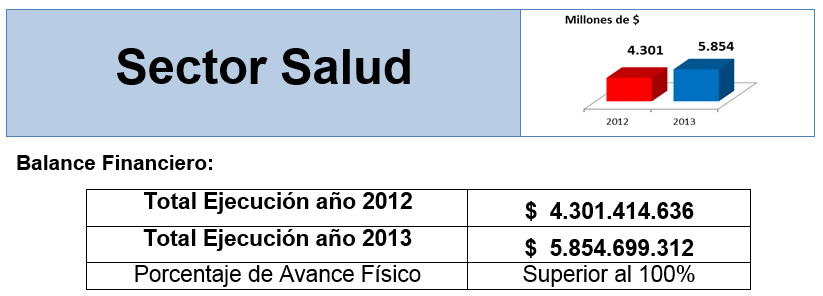 Sector Salud
Millones de $
4.301
5.854
2012
2013
Balance Financiero:
Total Ejecución año 2012
$ 4.301.414.636
Total Ejecución año 2013
$ 5.854.699.312
Porcentaje de Avance Físico
Superior al 100%